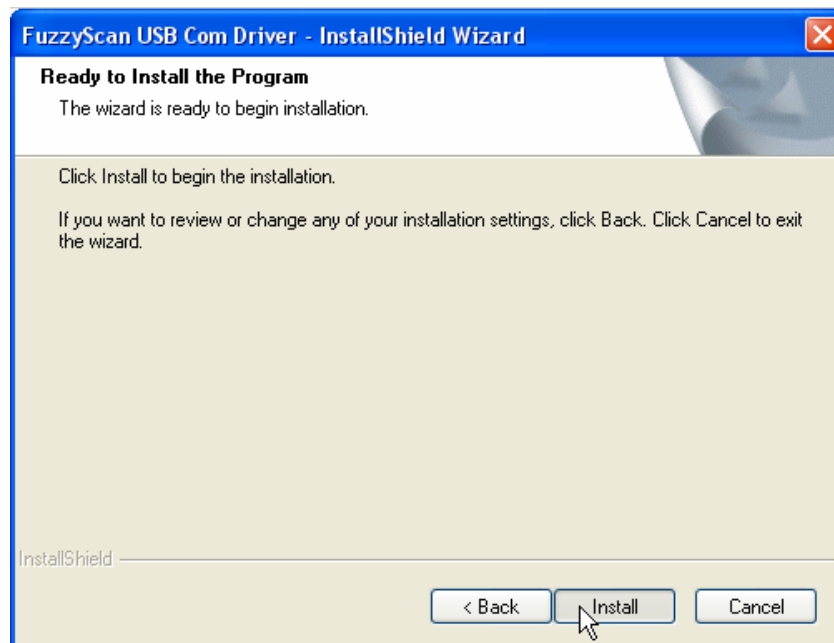 FuzzyScan USB Com Driver - InstallShield Wizard
Ready to Install the Program
The wizard is ready to begin installation.
Click Install to begin the installation.
If you want to review or change any of your installation settings, click Back. Click Cancel to exit
the wizard.
InstallShield
< Back Install Cancel